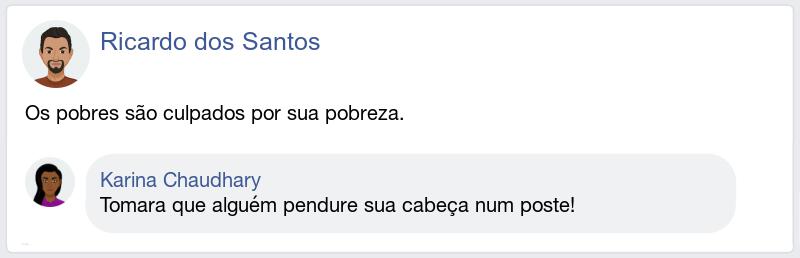 Ricardo dos Santos
Os pobres são culpados por sua pobreza.
Karina Chaudhary
Tomara que alguém pendure sua cabeça num poste!